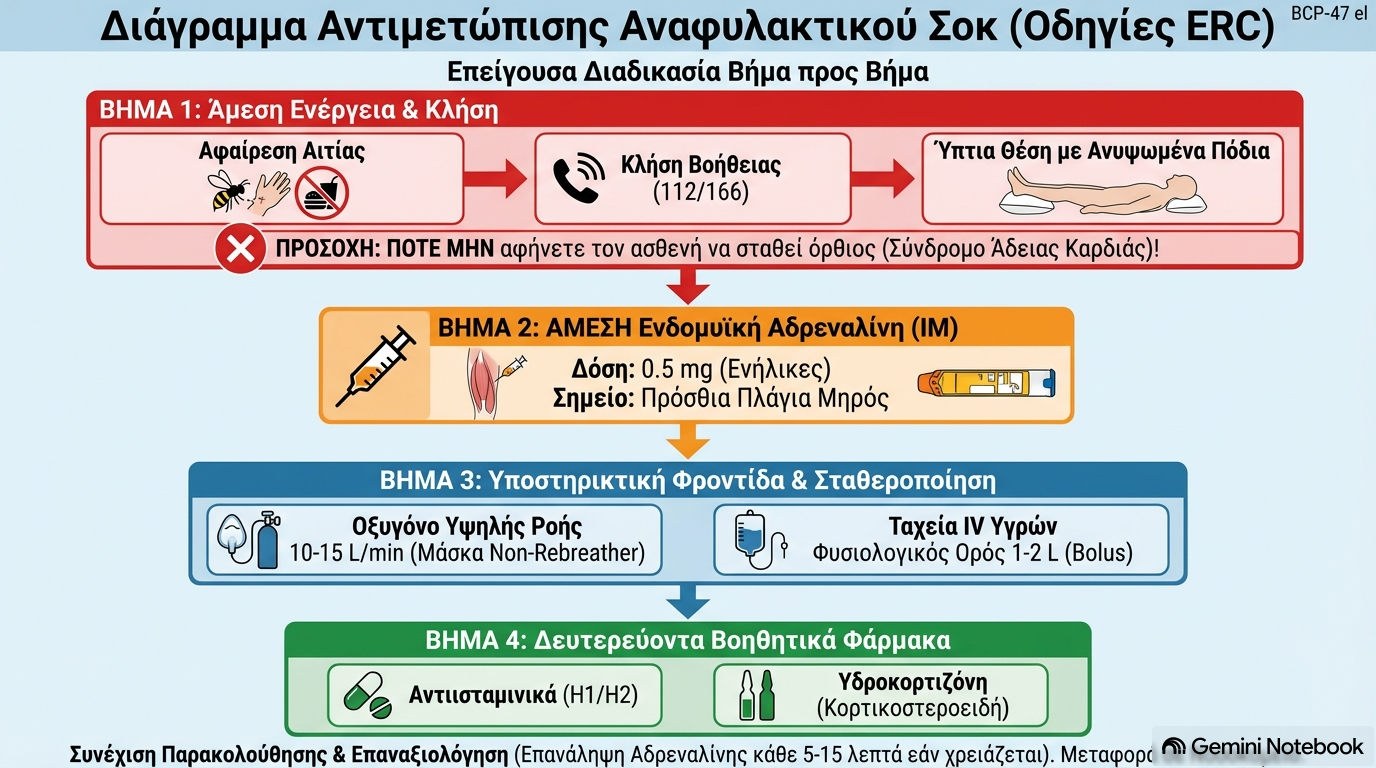 Διάγραμμα Αντιμετώπισης Αναφυλακτικού Σοκ (Οδηγίες ERC)
BCP-47 el
Επείγουσα Διαδικασία Βήμα προς Βήμα
ΒΗΜΑ 1: Άμεση Ενέργεια & Κλήση
Αφαίρεση Αιτίας
Κλήση Βοήθειας
(112/166)
Ύπτια Θέση με Ανυψωμένα Πόδια
ΠΡΟΣΟΧΗ: ΠΟΤΕ ΜΗΝ αφήνετε τον ασθενή να σταθεί όρθιος (Σύνδρομο Άδειας Καρδιάς)!
ΒΗΜΑ 2: ΑΜΕΣΗ Ενδομυϊκή Αδρεναλίνη (IM)
Δόση: 0.5 mg (Ενήλικες)
Σημείο: Πρόσθια Πλάγια Μηρός
ΒΗΜΑ 3: Υποστηρικτική Φροντίδα & Σταθεροποίηση
Οξυγόνο Υψηλής Ροής
10-15 L/min (Μάσκα Non-Rebreather)
Ταχεία IV Υγρών
Φυσιολογικός Ορός 1-2 L (Bolus)
ΒΗΜΑ 4: Δευτερεύοντα Βοηθητικά Φάρμακα
Αντιισταμινικά (H1/H2)
Υδροκορτιζόνη
(Κορτικοστεροειδή)
Συνέχιση Παρακολούθησης & Επαναξιολόγηση (Επανάληψη Αδρεναλίνης κάθε 5-15 λεπτά εάν χρειάζεται). Μεταφορά
Gemini Notebook